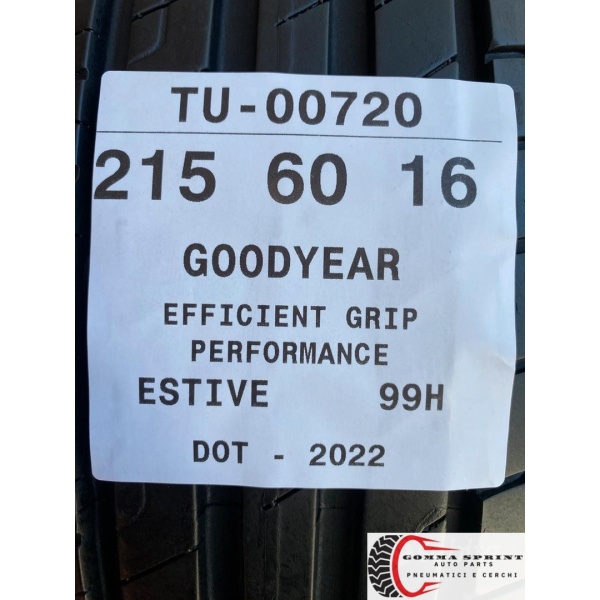 TU-00720
215 60 16
GOODYEAR
EFFICIENT GRIP
PERFORMANCE
ESTIVE 99H
DOT - 2022
GOMMA SPRINT
AUTO PARTS
PNEUMATICI E CERCHI